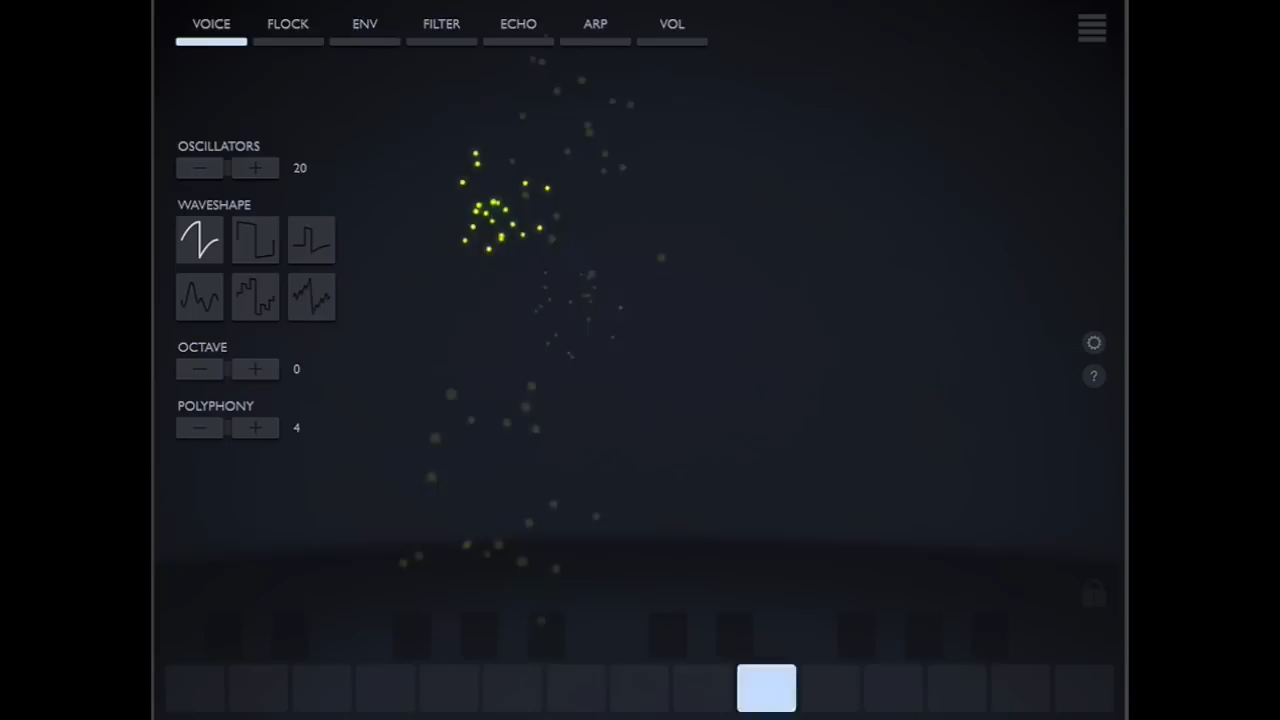 VOICE FLOCK ENV FILTER ECHO ARP VOL
OSCILLATORS
− + 20
WAVESHAPE
OCTAVE
− + 0
POLYPHONY
− + 4
?